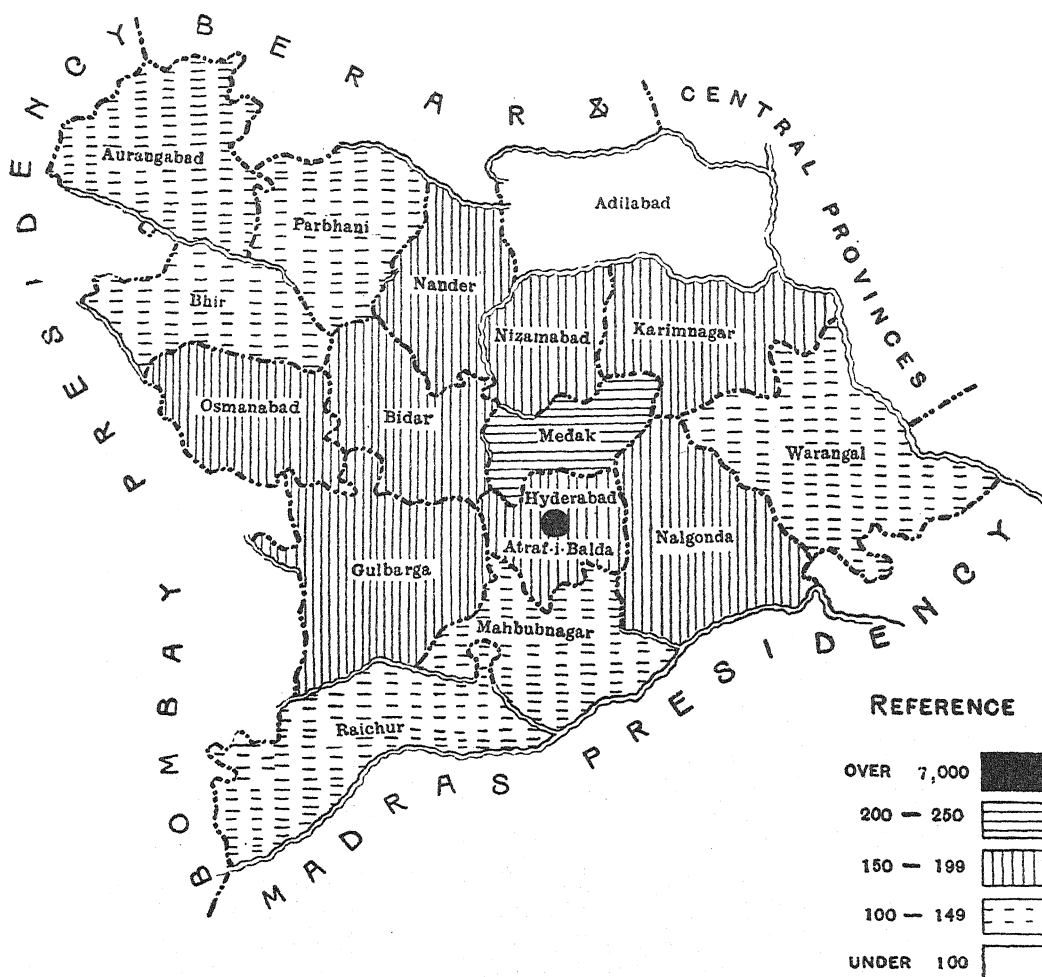 BOMBAY PRESIDENCY
BERAR & CENTRAL PROVINCES
Aurangabad
Parbhani
Adilabad
Nander
Bhir
Nizamabad
Karimnagar
Osmanabad
Bidar
Medak
Warangal
Hyderabad
Atraf-i-Balda
Nalgonda
Gulbarga
Mahbubnagar
Raichur
MADRAS PRESIDENCY
REFERENCE
OVER 7,000
200 — 250
150 — 199
100 — 149
UNDER 100